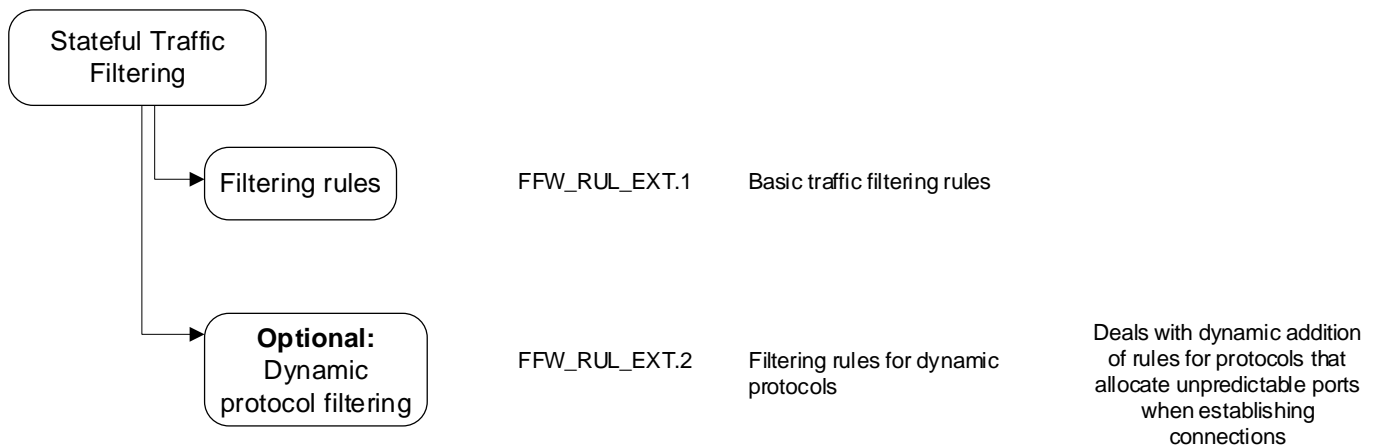 Stateful Traffic
Filtering
Filtering rules
FFW_RUL_EXT.1
Basic traffic filtering rules
Optional:
Dynamic
protocol filtering
FFW_RUL_EXT.2
Filtering rules for dynamic
protocols
Deals with dynamic addition
of rules for protocols that
allocate unpredictable ports
when establishing
connections